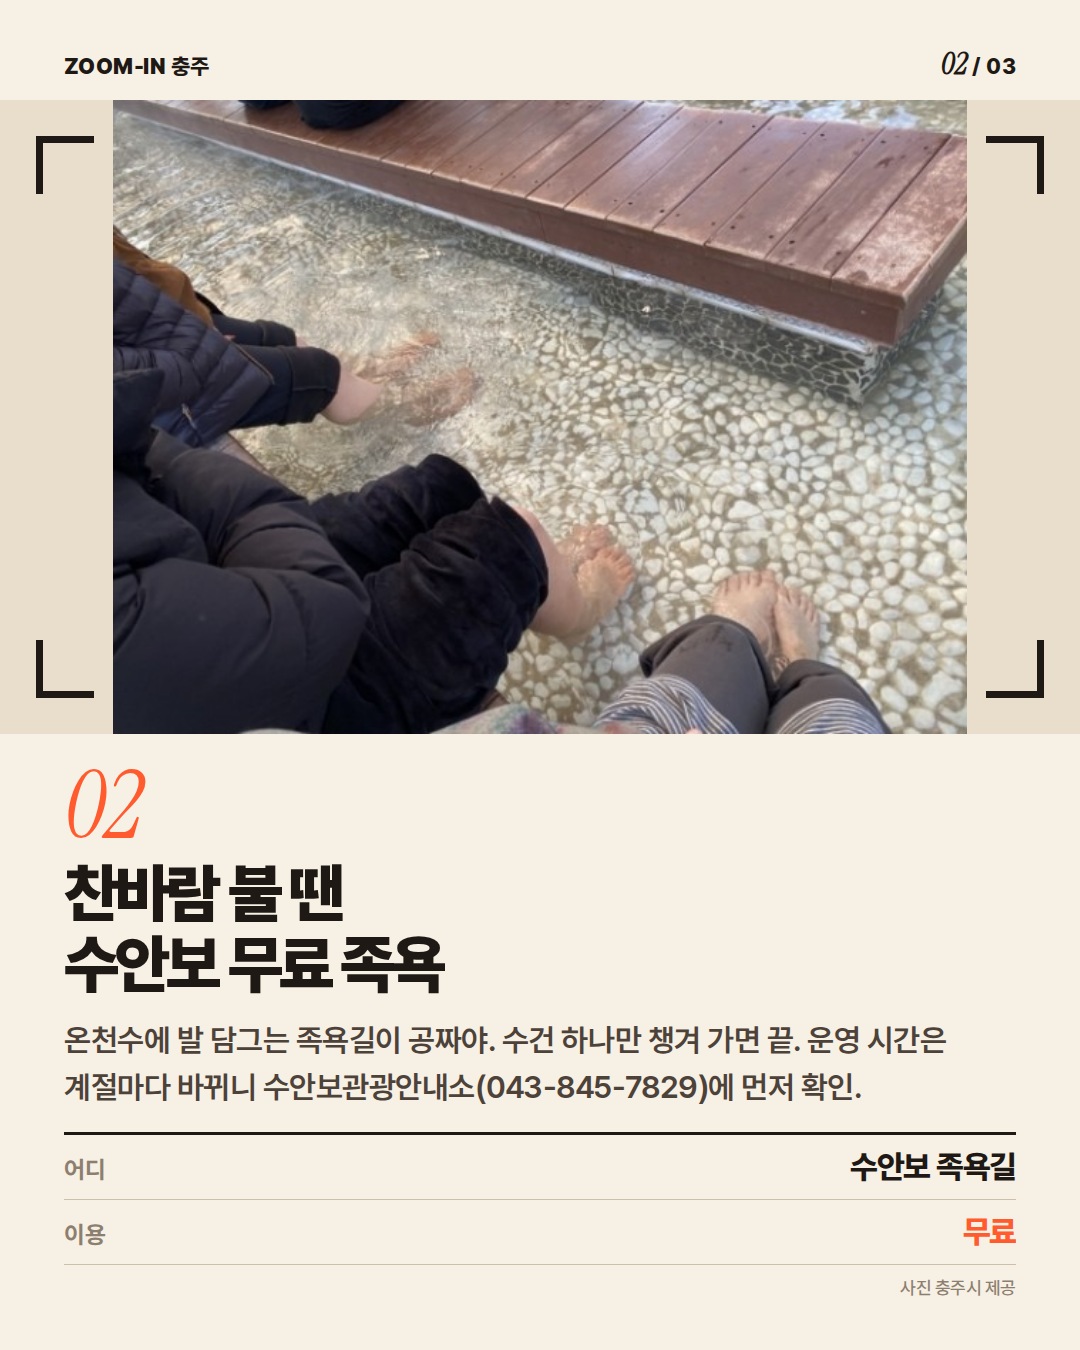 ZOOM-IN 충주
02 / 03
02
찬바람 불 땐
수안보 무료 족욕
온천수에 발 담그는 족욕길이 공짜야. 수건 하나만 챙겨 가면 끝. 운영 시간은
계절마다 바뀌니 수안보관광안내소(043-845-7829)에 먼저 확인.
어디
수안보 족욕길
이용
무료
사진 충주시 제공